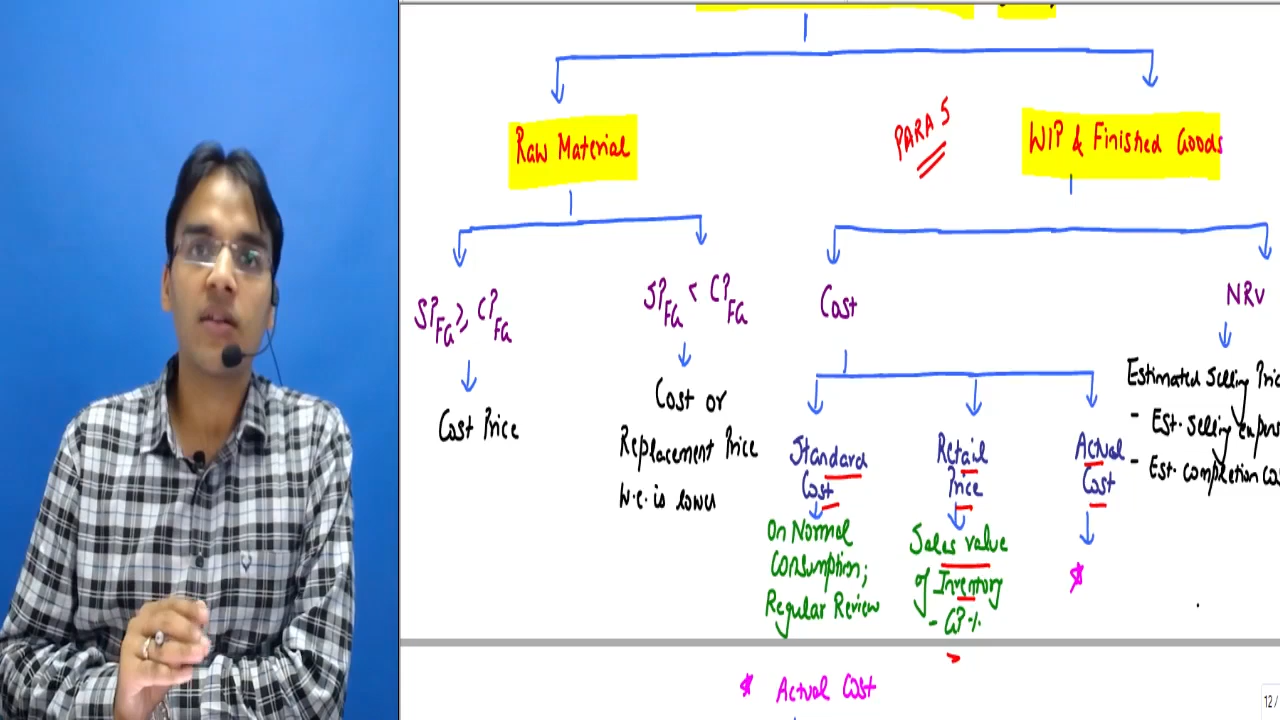 Raw Material
PARA 5
WIP & Finished Goods
SP FG ≥ CP FG
SP FG < CP FG
Cost
NRV
Cost Price
Cost or
Replacement Price
W.E. is lower
Standard
Cost
On Normal
Consumption;
Regular Review
Retail
Price
Sales value
of Inventory
- GP %
Actual
Cost
*
Estimated Selling Pric
- Est. selling expens
- Est. completion cos
* Actual Cost
12 /